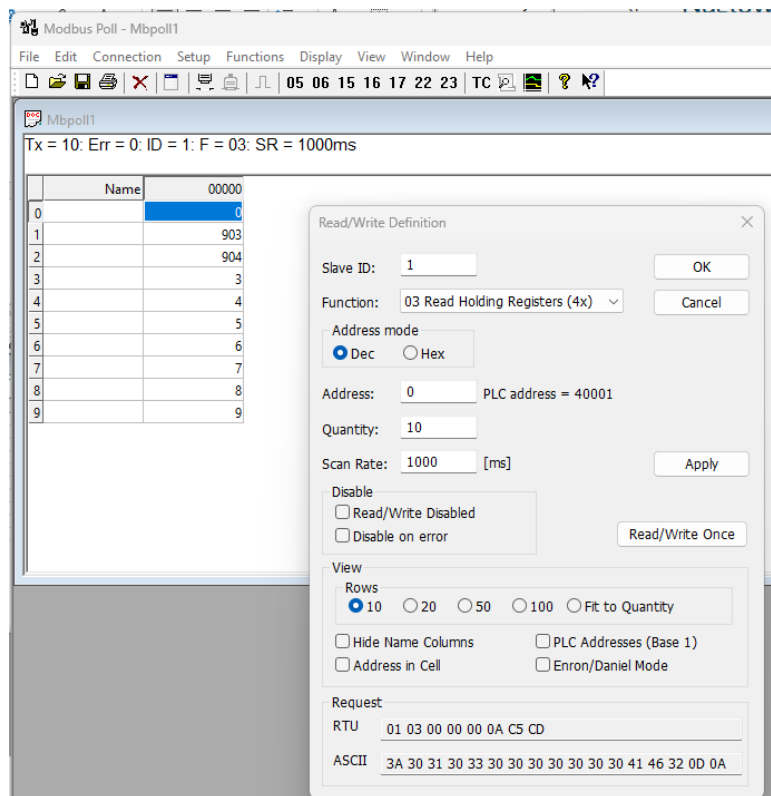 Modbus Poll - Mbpoll1
File Edit Connection Setup Functions Display View Window Help
05 06 15 16 17 22 23 TC
Mbpoll1
Tx = 10: Err = 0: ID = 1: F = 03: SR = 1000ms
Name 00000
0 0
1 903
2 904
3 3
4 4
5 5
6 6
7 7
8 8
9 9
Read/Write Definition
Slave ID: 1 OK
Function: 03 Read Holding Registers (4x) Cancel
Address mode
Dec Hex
Address: 0 PLC address = 40001
Quantity: 10
Scan Rate: 1000 [ms] Apply
Disable
Read/Write Disabled
Disable on error
Read/Write Once
View
Rows
10 20 50 100 Fit to Quantity
Hide Name Columns PLC Addresses (Base 1)
Address in Cell Enron/Daniel Mode
Request
RTU 01 03 00 00 00 0A C5 CD
ASCII 3A 30 31 30 33 30 30 30 30 30 30 30 41 46 32 0D 0A